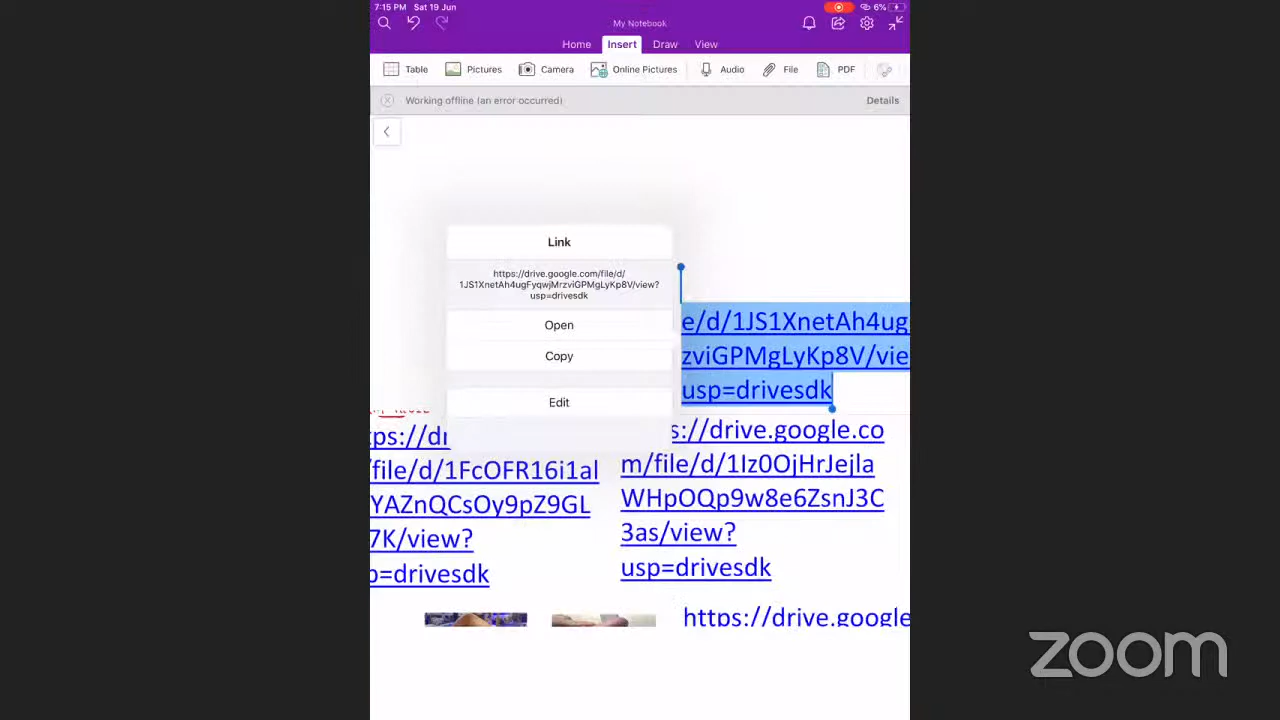 7:15 PM Sat 19 Jun 6%
My Notebook
Home Insert Draw View
Table Pictures Camera Online Pictures Audio File PDF
Working offline (an error occurred) Details
Link
https://drive.google.com/file/d/
1JS1XnetAh4ugFyqwjMrzviGPMgLyKp8V/view?
usp=drivesdk
Open
Copy
Edit
e/d/1JS1XnetAh4ug
zviGPMgLyKp8V/vie
usp=drivesdk
tps://dr
/file/d/1FcOFR16i1al
YAZnQCsOy9pZ9GL
7K/view?
p=drivesdk
s://drive.google.co
m/file/d/1Iz0OjHrJejla
WHpOQp9w8e6ZsnJ3C
3as/view?
usp=drivesdk
https://drive.google
zoom